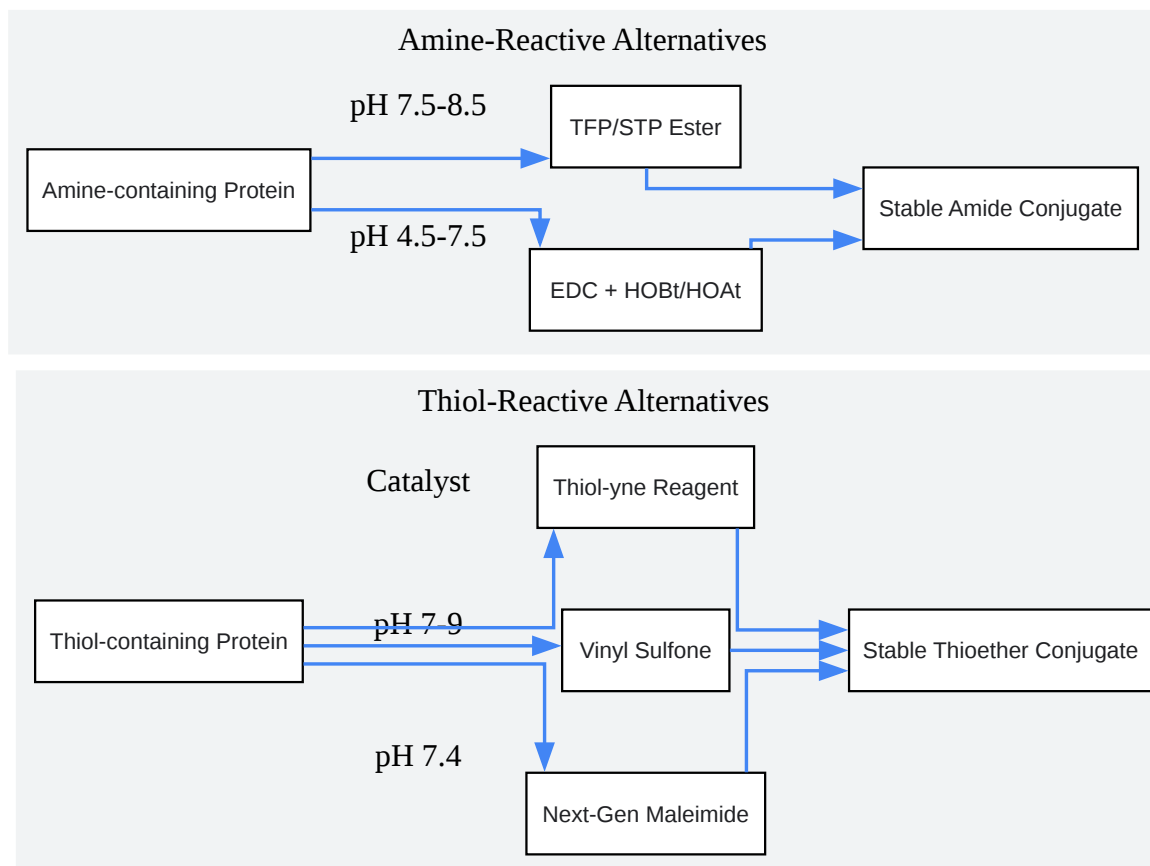 Amine-Reactive Alternatives
pH 7.5-8.5
TFP/STP Ester
Amine-containing Protein
Stable Amide Conjugate
pH 4.5-7.5
EDC + HOBt/HOAt
Thiol-Reactive Alternatives
Catalyst
Thiol-yne Reagent
Thiol-containing Protein
pH 7-9
Vinyl Sulfone
Stable Thioether Conjugate
pH 7.4
Next-Gen Maleimide